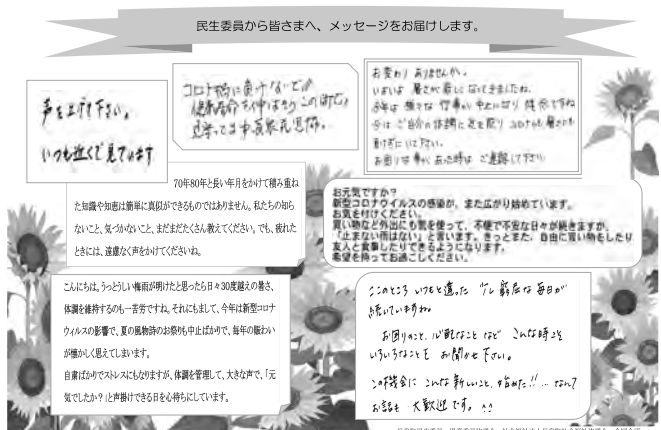 民生委員から皆さまへ、メッセージをお届けします。
声を上げて下さい。
いつも近くで見ています
コロナ禍に負けないで!!
健康寿命を伸ばそうこの町で
お変わりありませんか。
いよいよ暑さが厳しくなってきましたね。
今年は様々な行事が中止になり残念ですね
今はご自分の体調に気を配りコロナにも暑さにも
負けずにいて下さい。
お困り事があった時はご連絡して下さい
70年80年と長い年月をかけて積み重ね
た知識や知恵は簡単に真似ができるものではありません。私たちの知ら
ないこと、気づかないこと、まだまだたくさん教えてください。でも、疲れた
ときには、遠慮なく声をかけてくださいね。
お元気ですか?
新型コロナウイルスの感染が、また広がり始めています。
お気を付けください。
買い物など外出にも気を使って、不便で不安な日々が続きますが、
「止まない雨はない」と言います。きっとまた、自由に買い物をしたり
友人と食事したりできるようになります。
希望を持ってお過ごしください。
こんにちは。うっとうしい梅雨が明けたと思ったら日々30度越えの暑さ、
体調を維持するのも一苦労ですね。それにもまして、今年は新型コロナ
ウイルスの影響で、夏の風物詩のお祭りも中止ばかりで、毎年の賑わい
が懐かしく思えてしまいます。
自粛ばかりでストレスにもなりますが、体調を管理して、大きな声で、「元
気でしたか?」と声掛けできる日を心待ちにしています。
ここのところいつもと違った 少し窮屈な毎日が
続いていますね。
お困りのこと、心配なことなど こんな時こそ
いろいろなことを お聞かせ下さい。
この機会に こんな新しいこと、始めた!! …なんて
お話も 大歓迎です。^^